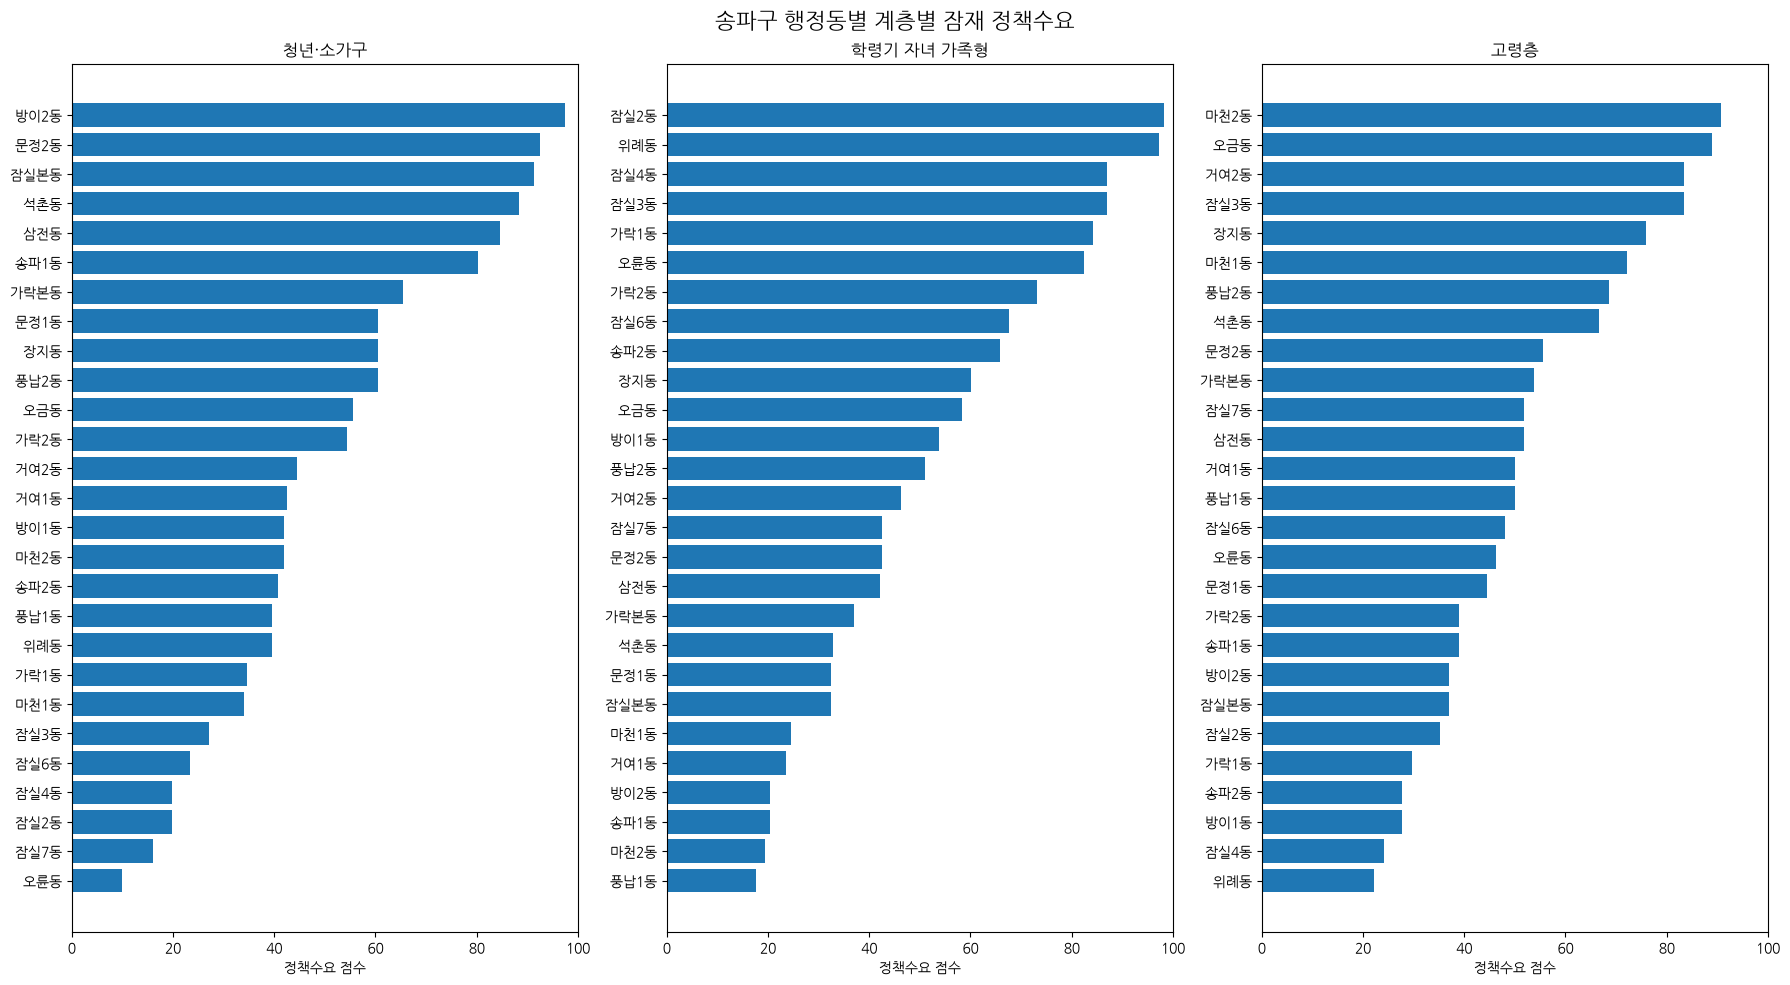 송파구 행정동별 계층별 잠재 정책수요
청년·소가구
방이2동
문정2동
잠실본동
석촌동
삼전동
송파1동
가락본동
문정1동
장지동
풍납2동
오금동
가락2동
거여2동
거여1동
방이1동
마천2동
송파2동
풍납1동
위례동
가락1동
마천1동
잠실3동
잠실6동
잠실4동
잠실2동
잠실7동
오륜동
0 20 40 60 80 100
정책수요 점수
학령기 자녀 가족형
잠실2동
위례동
잠실4동
잠실3동
가락1동
오륜동
가락2동
잠실6동
송파2동
장지동
오금동
방이1동
풍납2동
거여2동
잠실7동
문정2동
삼전동
가락본동
석촌동
문정1동
잠실본동
마천1동
거여1동
방이2동
송파1동
마천2동
풍납1동
0 20 40 60 80 100
정책수요 점수
고령층
마천2동
오금동
거여2동
잠실3동
장지동
마천1동
풍납2동
석촌동
문정2동
가락본동
잠실7동
삼전동
거여1동
풍납1동
잠실6동
오륜동
문정1동
가락2동
송파1동
방이2동
잠실본동
잠실2동
가락1동
송파2동
방이1동
잠실4동
위례동
0 20 40 60 80 100
정책수요 점수